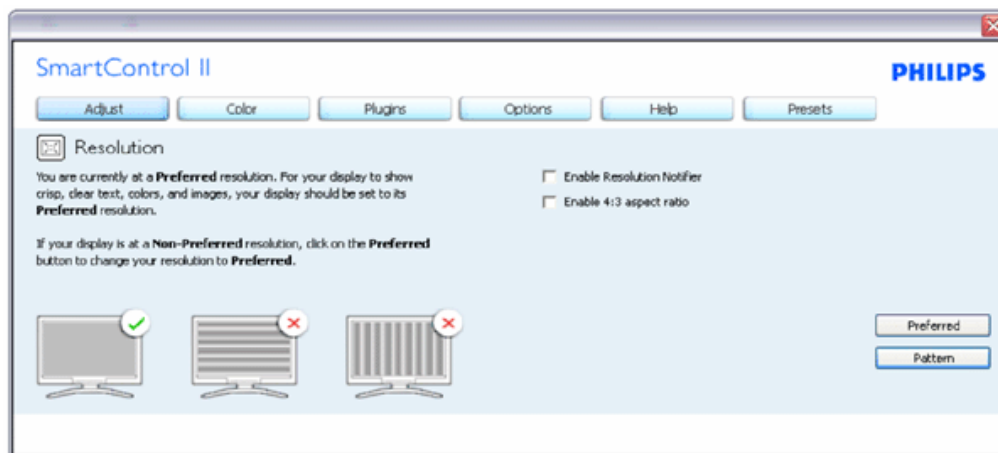 SmartControl II
PHILIPS
Adjust
Color
Plugins
Options
Help
Presets
Resolution
You are currently at a Preferred resolution. For your display to show
crisp, clear text, colors, and images, your display should be set to its
Preferred resolution.
If your display is at a Non-Preferred resolution, click on the Preferred
button to change your resolution to Preferred.
Enable Resolution Notifier
Enable 4:3 aspect ratio
Preferred
Pattern